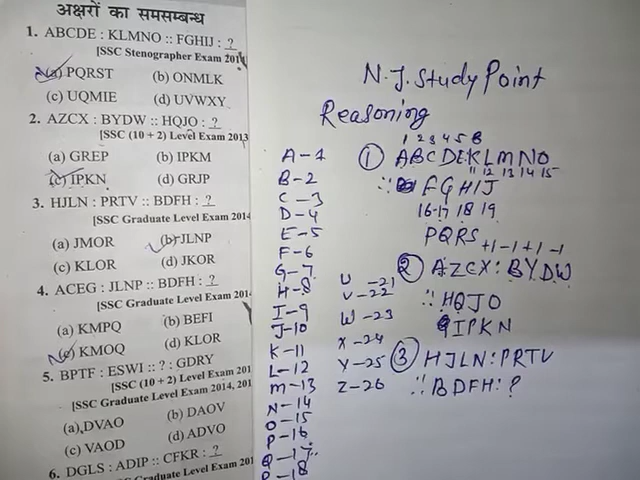 अक्षरों का समसम्बन्ध
1. ABCDE : KLMNO :: FGHIJ : ?
[SSC Stenographer Exam 201
(a) PQRST (b) ONMLK
(c) UQMIE (d) UVWXY
2. AZCX : BYDW :: HQJO : ?
[SSC (10 + 2) Level Exam 2013
(a) GREP (b) IPKM
(c) IPKN (d) GRJP
3. HJLN : PRTV :: BDFH : ?
[SSC Graduate Level Exam 2014
(a) JMOR (b) JLNP
(c) KLOR (d) JKOR
4. ACEG : JLNP :: BDFH : ?
[SSC Graduate Level Exam 201
(a) KMPQ (b) BEFI
(c) KMOQ (d) KLOR
5. BPTF : ESWI :: ? : GDRY
[SSC (10 + 2) Level Exam 201
[SSC Graduate Level Exam 2014, 201
(a) DVAO (b) DAOV
(c) VAOD (d) ADVO
6. DGLS : ADIP :: CFKR : ?
Graduate Level Exam 201
N.J. Study Point
Reasoning
A-1
B-2
C-3
D-4
E-5
F-6
G-7
H-8
I-9
J-10
K-11
L-12
M-13
N-14
O-15
P-16
Q-17
R-18
U-21
V-22
W-23
X-24
Y-25
Z-26
1 2 3 4 5
① ABCDE KLMNO
11 12 13 14 15
:: FGHIJ
16-17 18 19
PQRS
+1 -1 +1 -1
② AZCX : BYDW
:: HQJO
IPKN
③ HJLN : PRTV
:: BDFH : ?